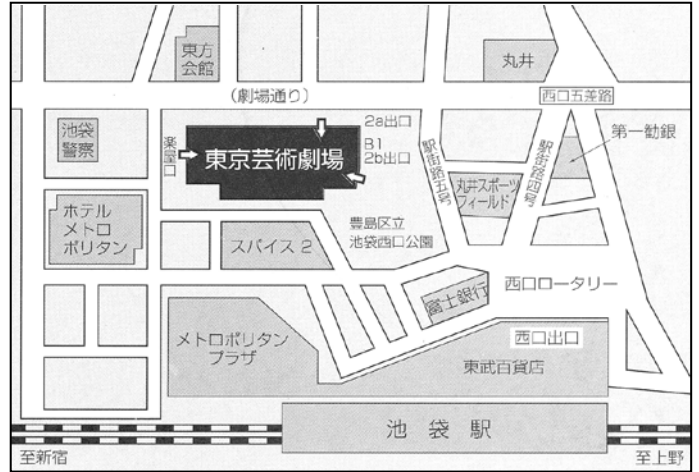 東方
会館
丸井
(劇場通り)
西口五差路
2a出口
B1
2b出口
池袋
警察
楽屋口
東京芸術劇場
第一勧銀
駅街路五号
駅街路四号
丸井スポーツ
フィールド
ホテル
メトロ
ポリタン
スパイス 2
豊島区立
池袋西口公園
富士銀行
西口ロータリー
メトロポリタン
プラザ
西口出口
東武百貨店
池袋駅
至新宿
至上野